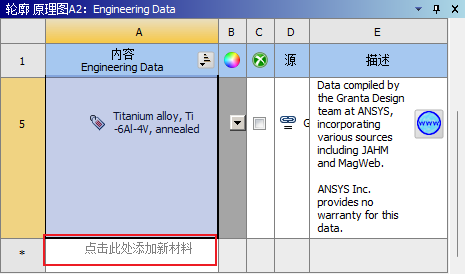 轮廓 原理图A2： Engineering Data
A B C D E
1 内容 源 描述
Engineering Data
5 Titanium alloy, Ti
-6Al-4V, annealed
G
Data compiled by
the Granta Design
team at ANSYS,
incorporating
various sources
including JAHM
and MagWeb.
www
ANSYS Inc.
provides no
warranty for this
data.
* 点击此处添加新材料